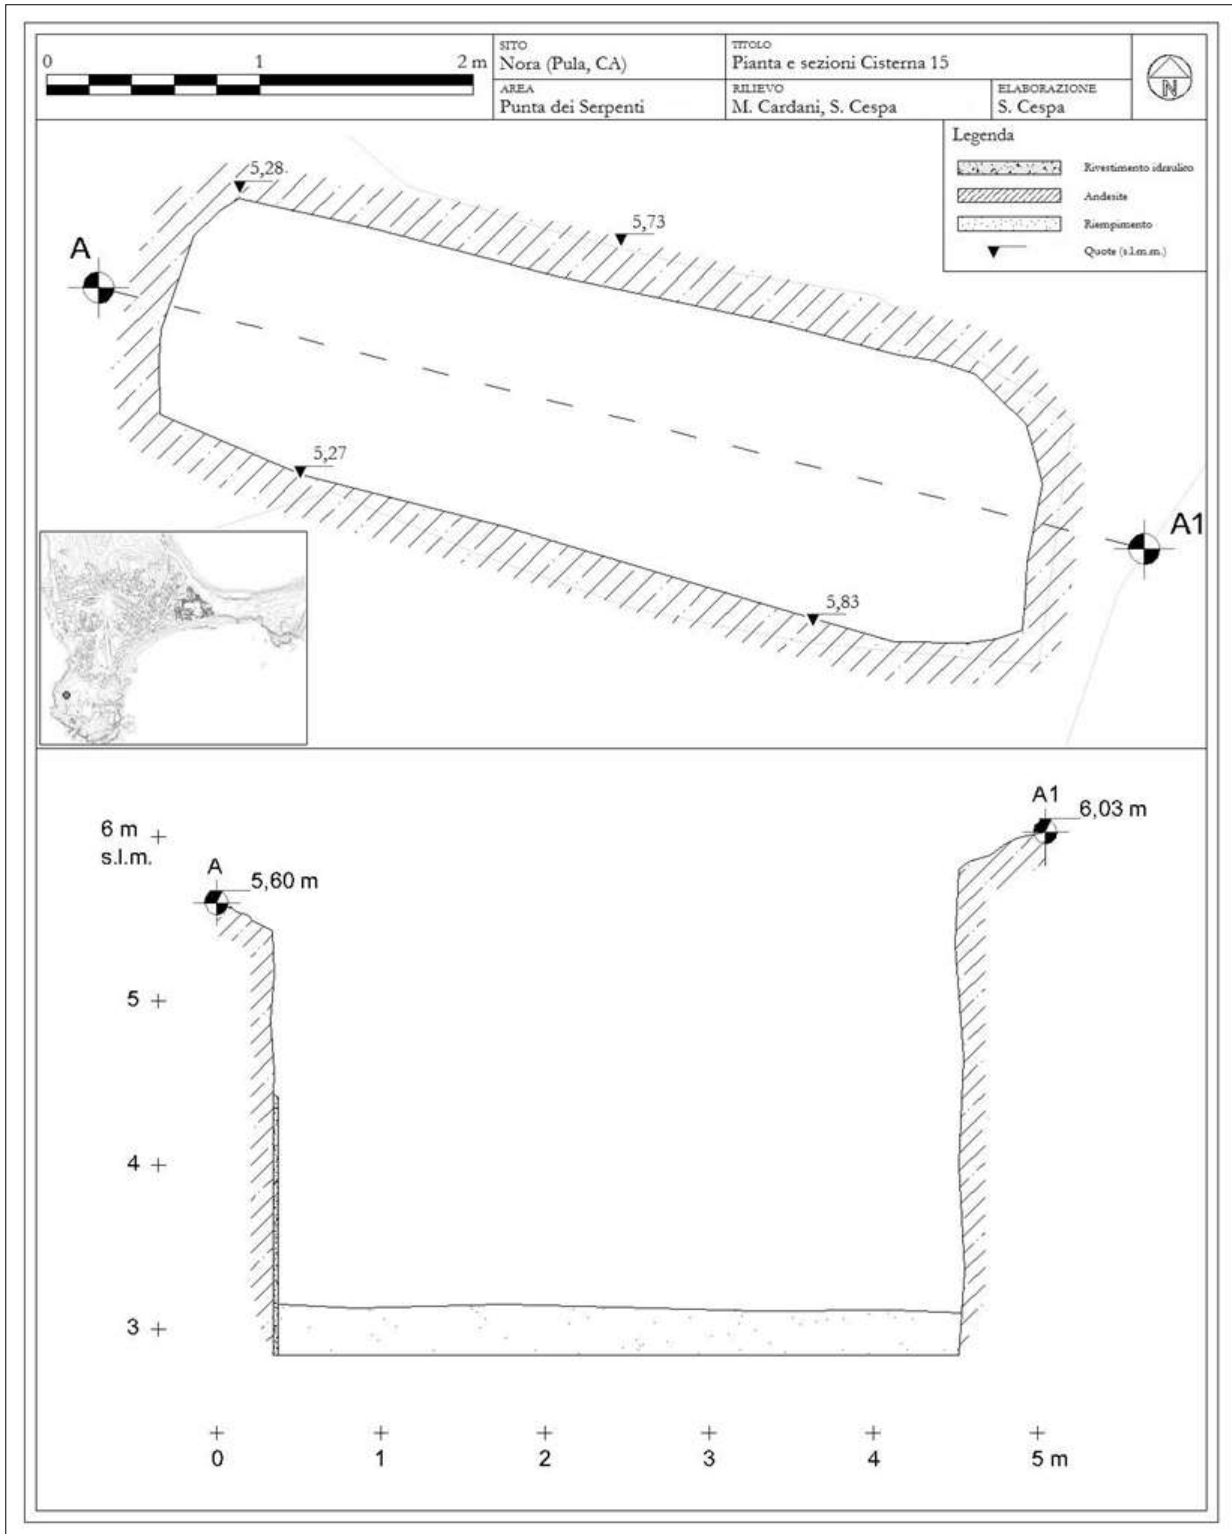 0 1 2 m
SITO
Nora (Pula, CA)
TITOLO
Pianta e sezioni Cisterna 15
AREA
Punta dei Serpenti
RILIEVO
M. Cardani, S. Cespa
ELABORAZIONE
S. Cespa
N
Legenda
Rivestimento idraulico
Andesite
Riempimento
Quote (s.l.m.m.)
5,28
5,73
A
5,27
A1
5,83
A1
6,03 m
6 m
s.l.m.
A
5,60 m
5
4
3
0 1 2 3 4 5 m